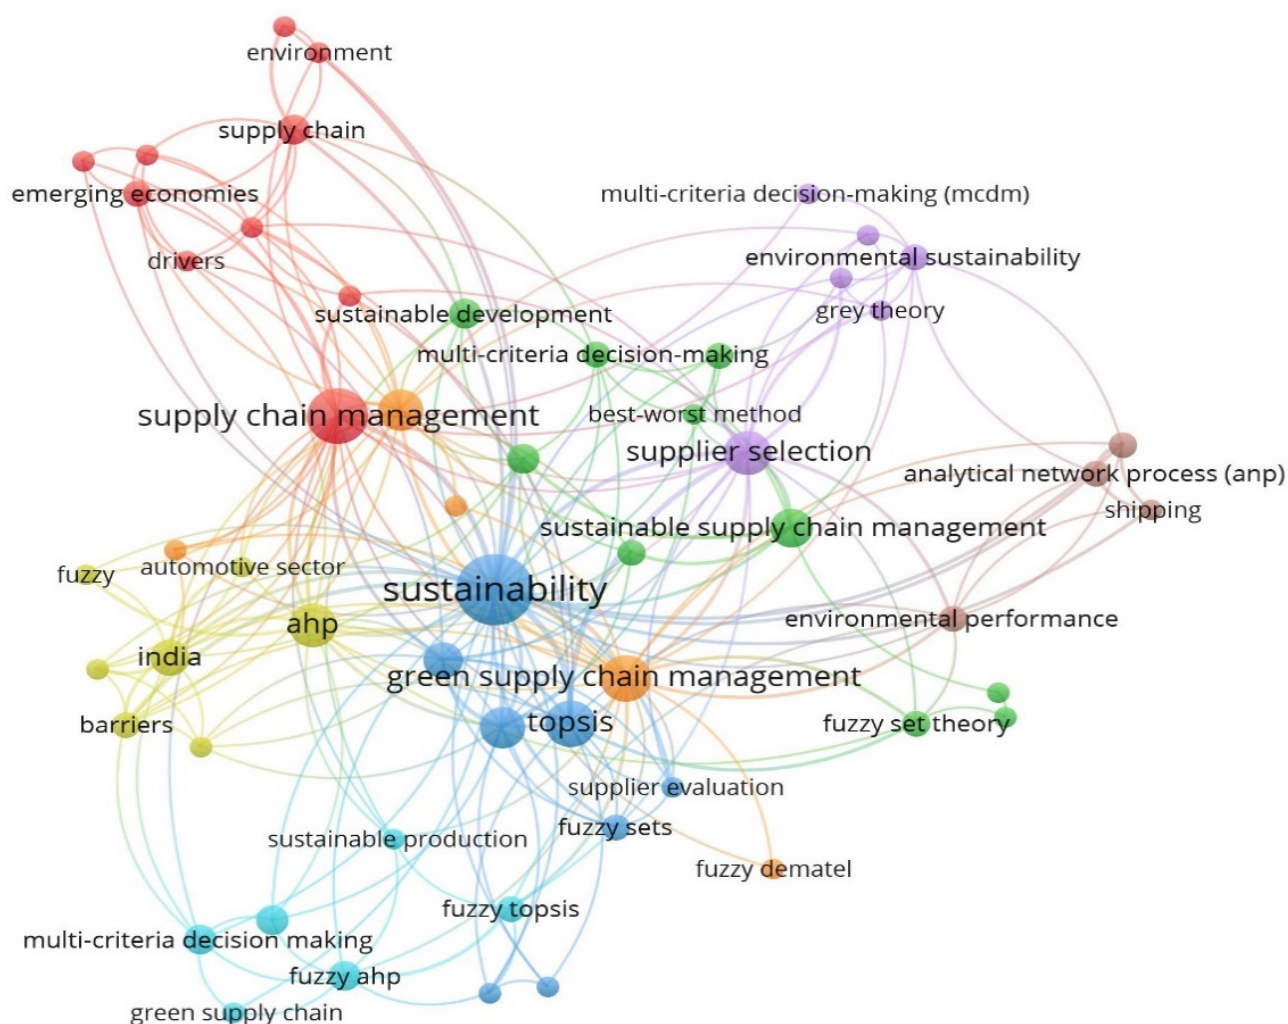 environment
supply chain
emerging economies
multi-criteria decision-making (mcdm)
environmental sustainability
drivers
grey theory
sustainable development
multi-criteria decision-making
supply chain management
best-worst method
supplier selection
analytical network process (anp)
shipping
sustainable supply chain management
automotive sector
fuzzy
sustainability
environmental performance
ahp
india
green supply chain management
topsis
barriers
fuzzy set theory
supplier evaluation
fuzzy sets
sustainable production
fuzzy dematel
fuzzy topsis
multi-criteria decision making
fuzzy ahp
green supply chain